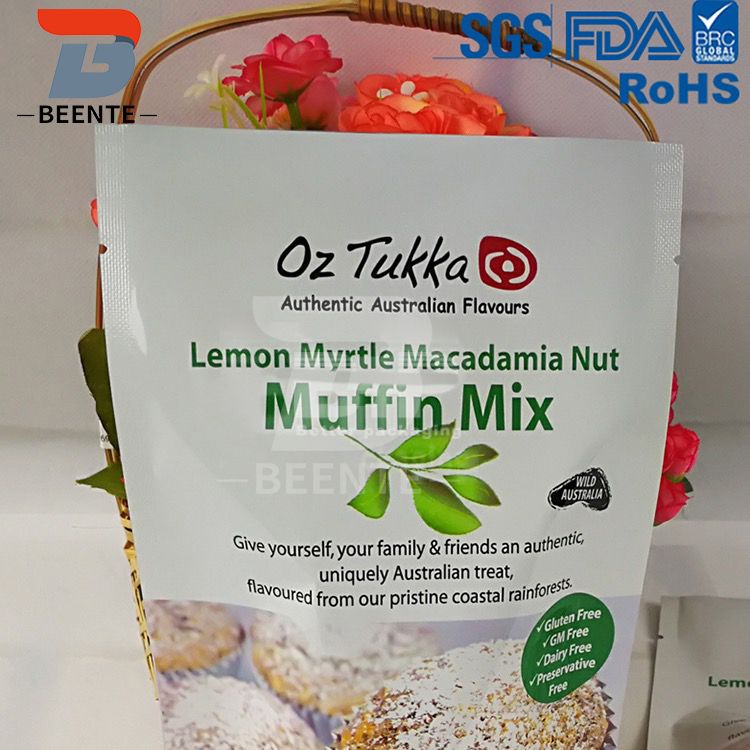 BEENTE
SGS FDA BRC
GLOBAL
STANDARDS
RoHS
Oz Tukka
Authentic Australian Flavours
Lemon Myrtle Macadamia Nut
Muffin Mix
Better packaging
BEENTE
WILD
AUSTRALIA
Give yourself, your family & friends an authentic,
uniquely Australian treat,
flavoured from our pristine coastal rainforests.
✓Gluten Free
✓GM Free
✓Dairy Free
✓Preservative
Free